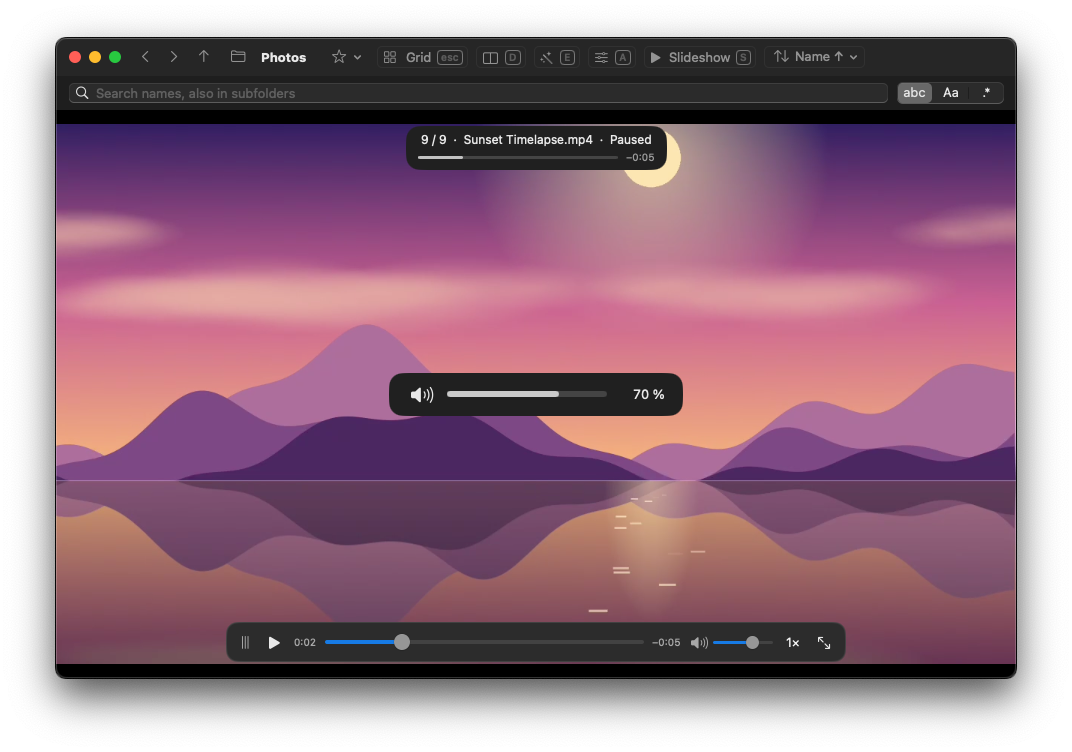 Photos
Grid esc
D
E
A
Slideshow S
Name
Search names, also in subfolders
abc
Aa
.*
9 / 9 · Sunset Timelapse.mp4 · Paused
−0:05
70 %
0:02
−0:05
1×